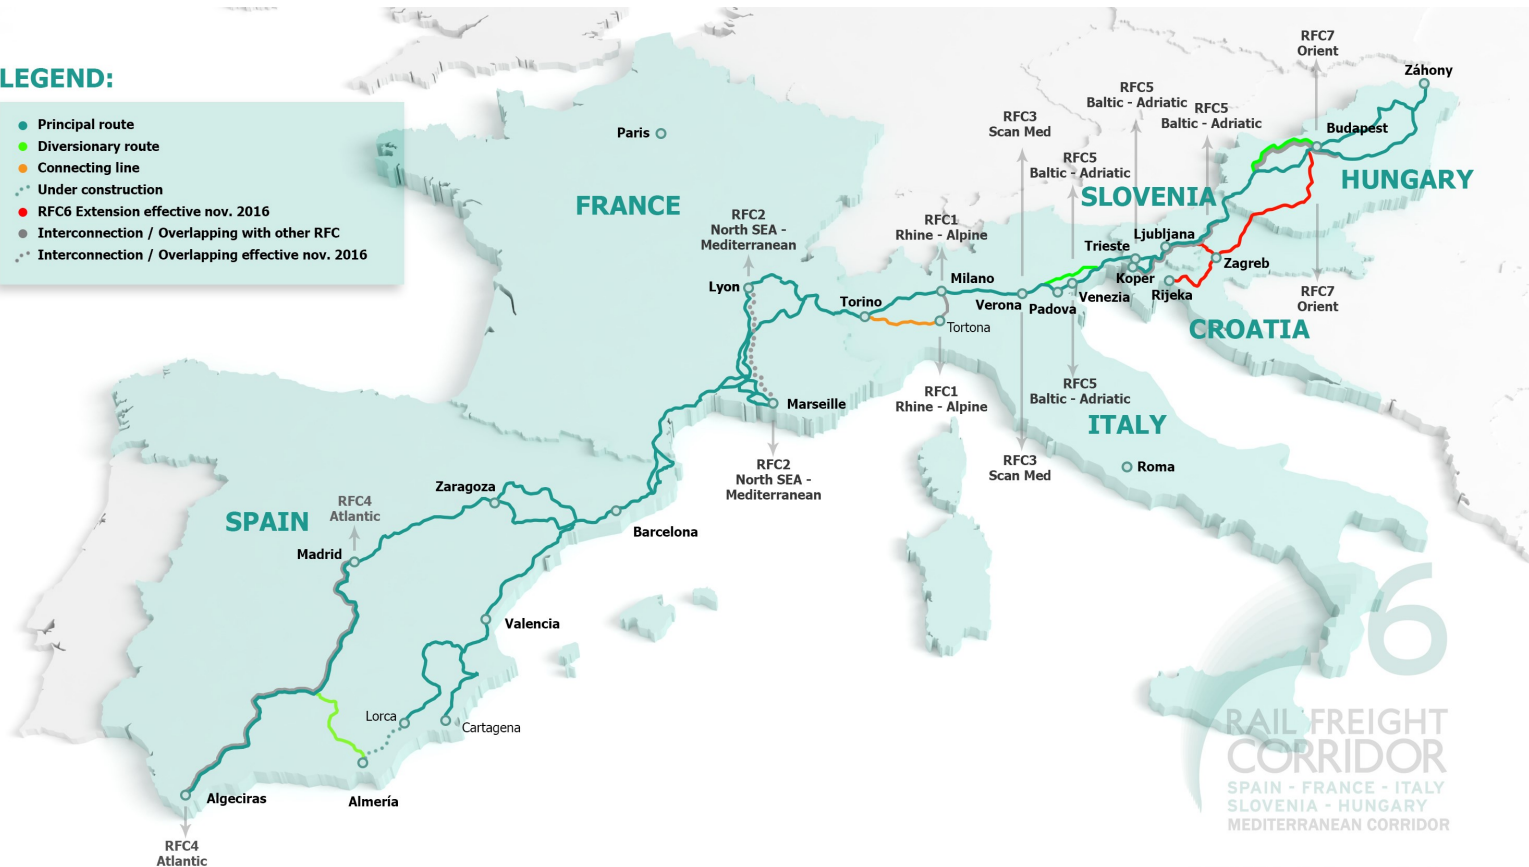 LEGEND:
Principal route
Diversionary route
Connecting line
Under construction
RFC6 Extension effective nov. 2016
Interconnection / Overlapping with other RFC
Interconnection / Overlapping effective nov. 2016
RFC7
Orient
Záhony
RFC5
Baltic - Adriatic
RFC5
Baltic - Adriatic
RFC3
Scan Med
Paris
Budapest
RFC5
Baltic - Adriatic
HUNGARY
SLOVENIA
FRANCE
RFC2
North SEA -
Mediterranean
RFC1
Rhine - Alpine
Ljubljana
Trieste
Zagreb
Koper
Lyon
Milano
Verona
Padova
Venezia
Rijeka
RFC7
Orient
Torino
Tortona
CROATIA
RFC1
Rhine - Alpine
RFC5
Baltic - Adriatic
Marseille
ITALY
RFC2
North SEA -
Mediterranean
RFC3
Scan Med
Roma
Zaragoza
RFC4
Atlantic
SPAIN
Barcelona
Madrid
Valencia
Lorca
Cartagena
Algeciras
Almería
RFC4
Atlantic
6
RAIL FREIGHT
CORRIDOR
SPAIN - FRANCE - ITALY
SLOVENIA - HUNGARY
MEDITERRANEAN CORRIDOR